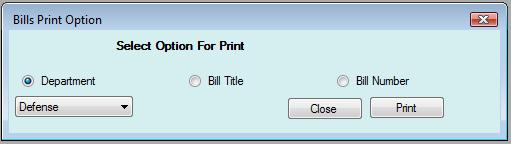 Bills Print Option
Select Option For Print
Department Bill Title Bill Number
Defense Close Print